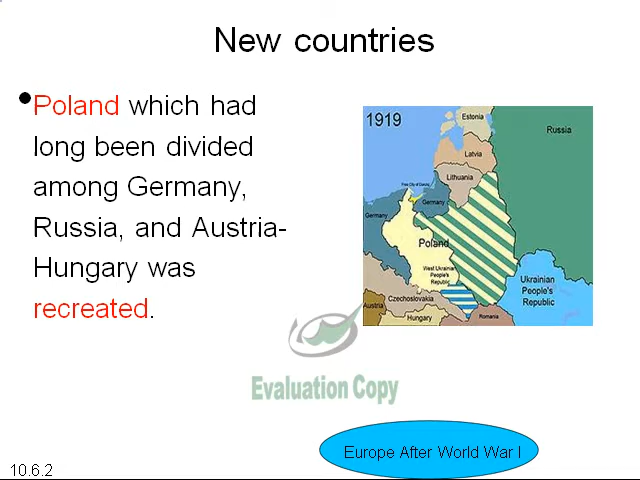 New countries
•Poland which had
long been divided
among Germany,
Russia, and Austria-
Hungary was
recreated.
1919
Estonia
Russia
Latvia
Lithuania
Free City of Danzig
Germany
Germany
Poland
West Ukrainian
People's
Republic
Ukrainian
People's
Republic
Czechoslovakia
Austria
Hungary
Romania
Evaluation Copy
Europe After World War I
10.6.2